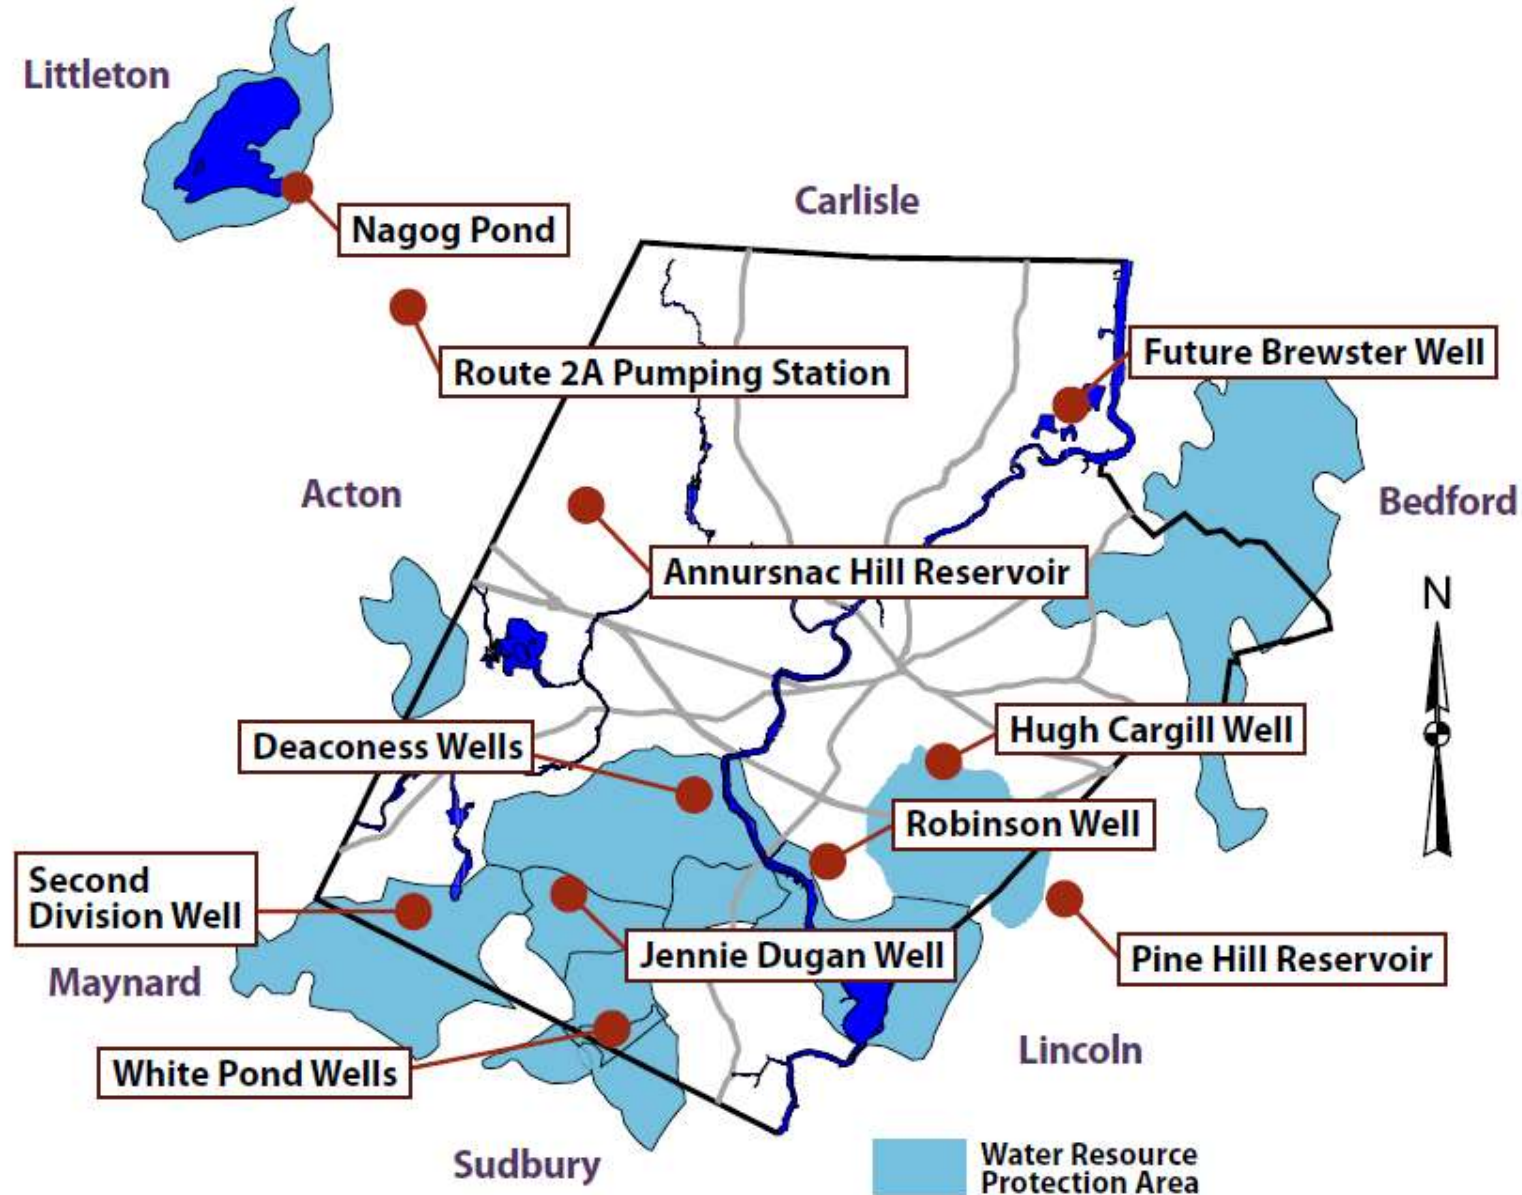 Littleton
Nagog Pond
Carlisle
Route 2A Pumping Station
Future Brewster Well
Acton
Bedford
Annursnac Hill Reservoir
N
Deaconess Wells
Hugh Cargill Well
Robinson Well
Second
Division Well
Jennie Dugan Well
Pine Hill Reservoir
Maynard
White Pond Wells
Lincoln
Sudbury
Water Resource
Protection Area